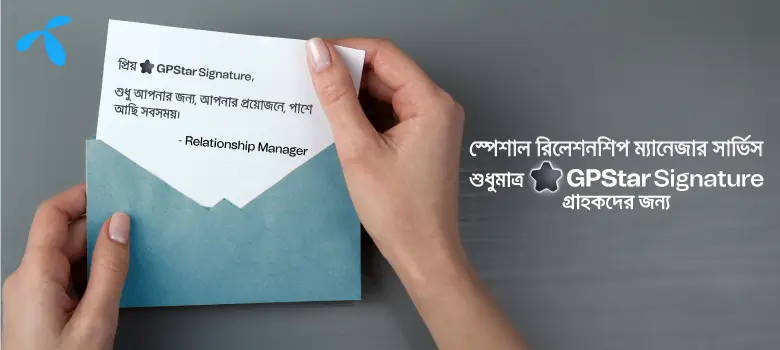 প্রিয় GPStar Signature,
শুধু আপনার জন্য, আপনার প্রয়োজনে, পাশে
আছি সবসময়।
- Relationship Manager
স্পেশাল রিলেশনশিপ ম্যানেজার সার্ভিস
শুধুমাত্র GPStar Signature
গ্রাহকদের জন্য